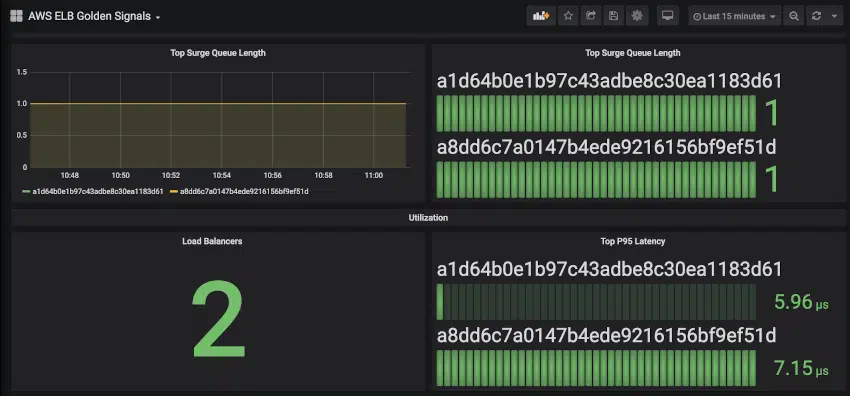 AWS ELB Golden Signals
Last 15 minutes
Top Surge Queue Length
1.5
1.0
0.5
0
10:48
10:50
10:52
10:54
10:56
10:58
11:00
a1d64b0e1b97c43adbe8c30ea1183d61
a8dd6c7a0147b4ede9216156bf9ef51d
Top Surge Queue Length
a1d64b0e1b97c43adbe8c30ea1183d61
1
a8dd6c7a0147b4ede9216156bf9ef51d
1
Utilization
Load Balancers
2
Top P95 Latency
a1d64b0e1b97c43adbe8c30ea1183d61
5.96 µs
a8dd6c7a0147b4ede9216156bf9ef51d
7.15 µs